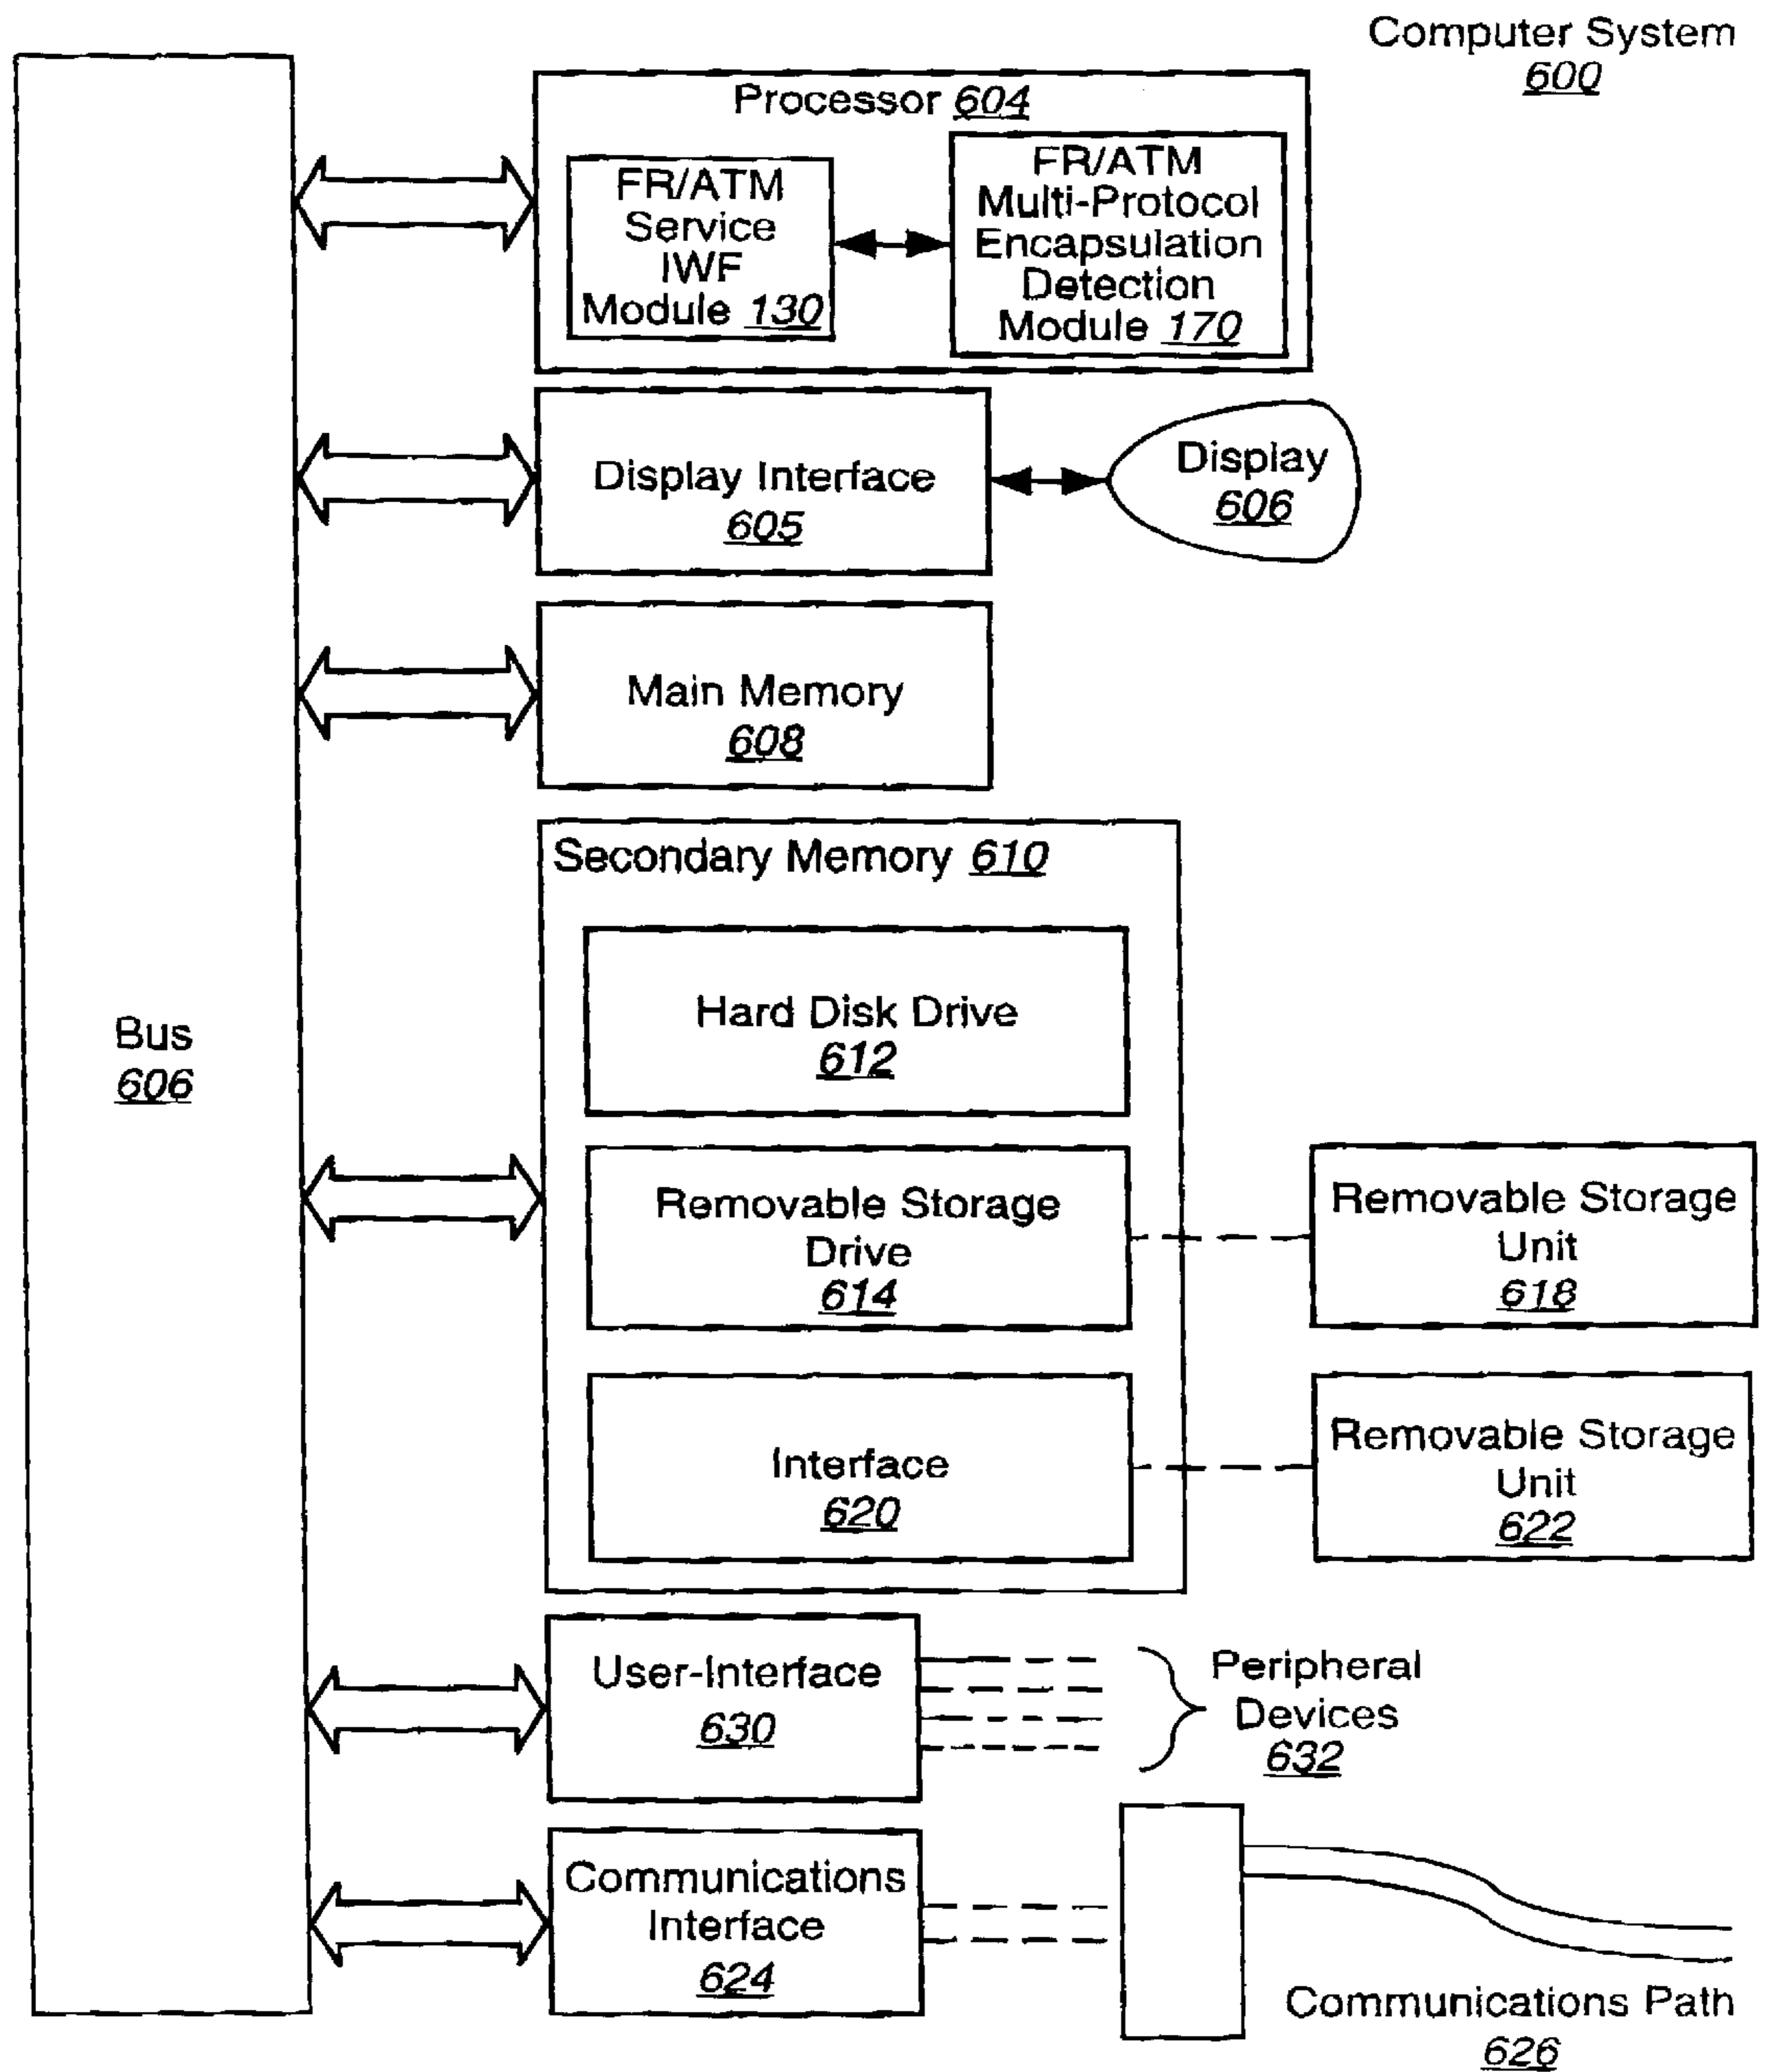 Computer System
600
Processor 604
FR/ATM
Service
IWF
Module 130
FR/ATM
Multi-Protocol
Encapsulation
Detection
Module 170
Display Interface
605
Display
606
Main Memory
608
Secondary Memory 610
Hard Disk Drive
612
Bus
606
Removable Storage
Drive
614
Removable Storage
Unit
618
Interface
620
Removable Storage
Unit
622
User-Interface
630
Peripheral
Devices
632
Communications
Interface
624
Communications Path
626